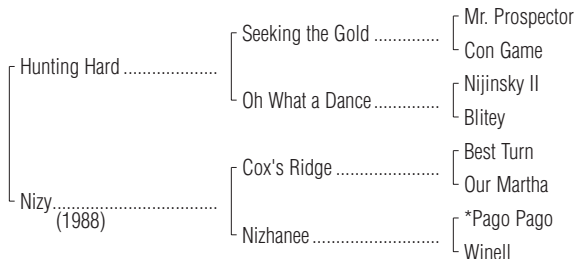 Mr. Prospector
Seeking the Gold ..............
Con Game
Hunting Hard ....................
Nijinsky II
Oh What a Dance..............
Blitey
Best Turn
Cox's Ridge ......................
Our Martha
Nizy...................................
(1988)
*Pago Pago
Nizhanee...........................
Winell